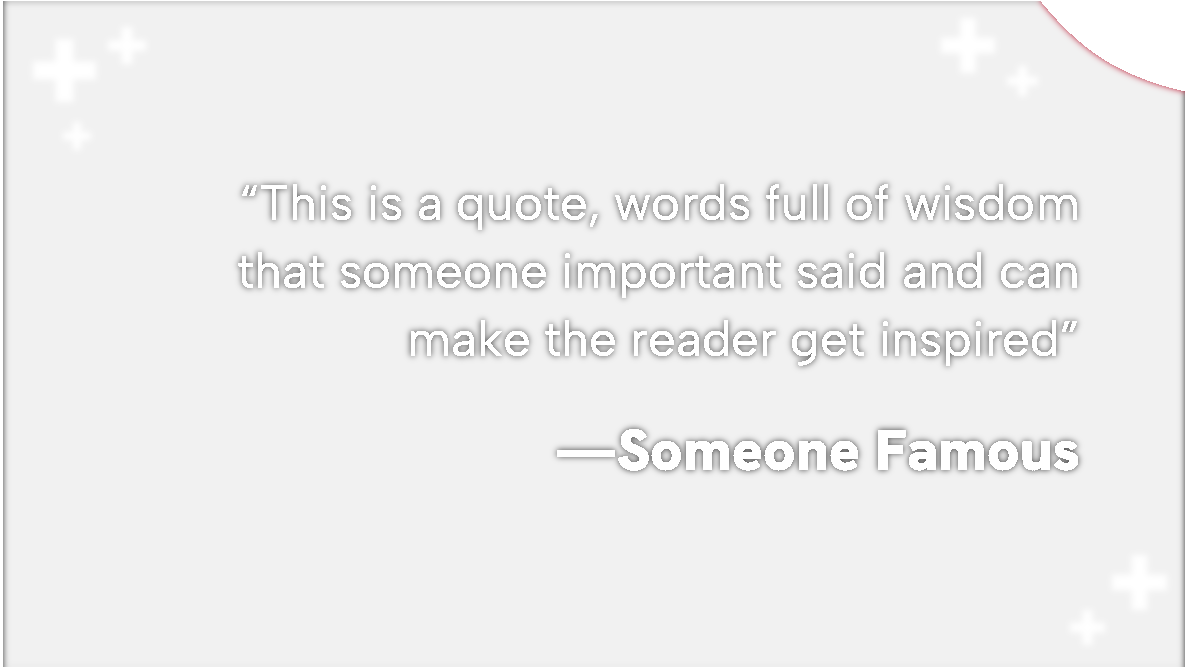 “This is a quote, words full of wisdom
that someone important said and can
make the reader get inspired”
—Someone Famous